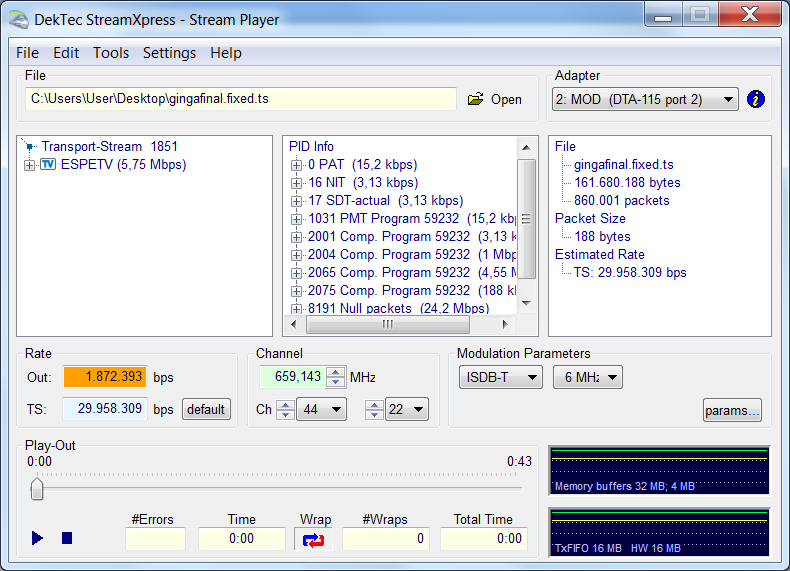 DekTec StreamXpress - Stream Player
File Edit Tools Settings Help
File
C:\Users\User\Desktop\gingafinal.fixed.ts
Open
Adapter
2: MOD (DTA-115 port 2)
Transport-Stream 1851
TV ESPETV (5,75 Mbps)
PID Info
0 PAT (15,2 kbps)
16 NIT (3,13 kbps)
17 SDT-actual (3,13 kbps)
1031 PMT Program 59232 (15,2 kbp
2001 Comp. Program 59232 (3,13 k
2004 Comp. Program 59232 (1 Mbp
2065 Comp. Program 59232 (4,55 M
2075 Comp. Program 59232 (188 kl
8191 Null packets (24,2 Mbps)
File
gingafinal.fixed.ts
161.680.188 bytes
860.001 packets
Packet Size
188 bytes
Estimated Rate
TS: 29.958.309 bps
Rate
Out: 1.872.393 bps
TS: 29.958.309 bps default
Channel
659,143 MHz
Ch 44 22
Modulation Parameters
ISDB-T 6 MHz
params...
Play-Out
0:00 0:43
#Errors Time Wrap #Wraps Total Time
0:00 0 0:00
Memory buffers 32 MB; 4 MB
TxFIFO 16 MB HW 16 MB